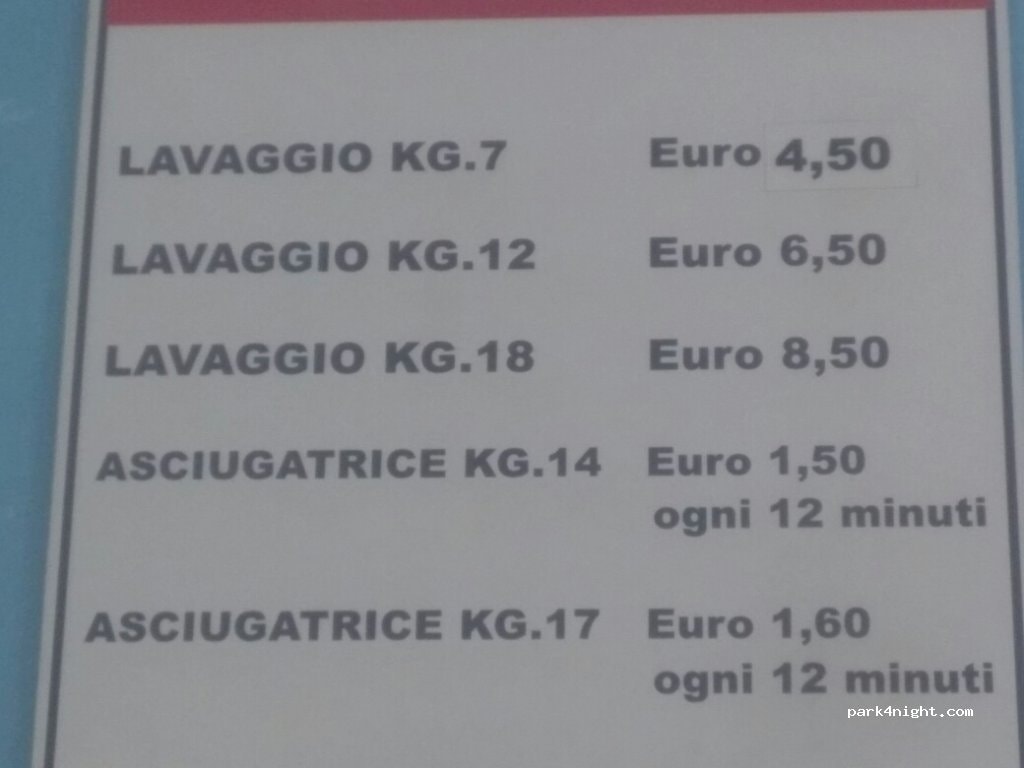 LAVAGGIO KG.7 Euro 4,50
LAVAGGIO KG.12 Euro 6,50
LAVAGGIO KG.18 Euro 8,50
ASCIUGATRICE KG.14 Euro 1,50
ogni 12 minuti
ASCIUGATRICE KG.17 Euro 1,60
ogni 12 minuti
park4night.com